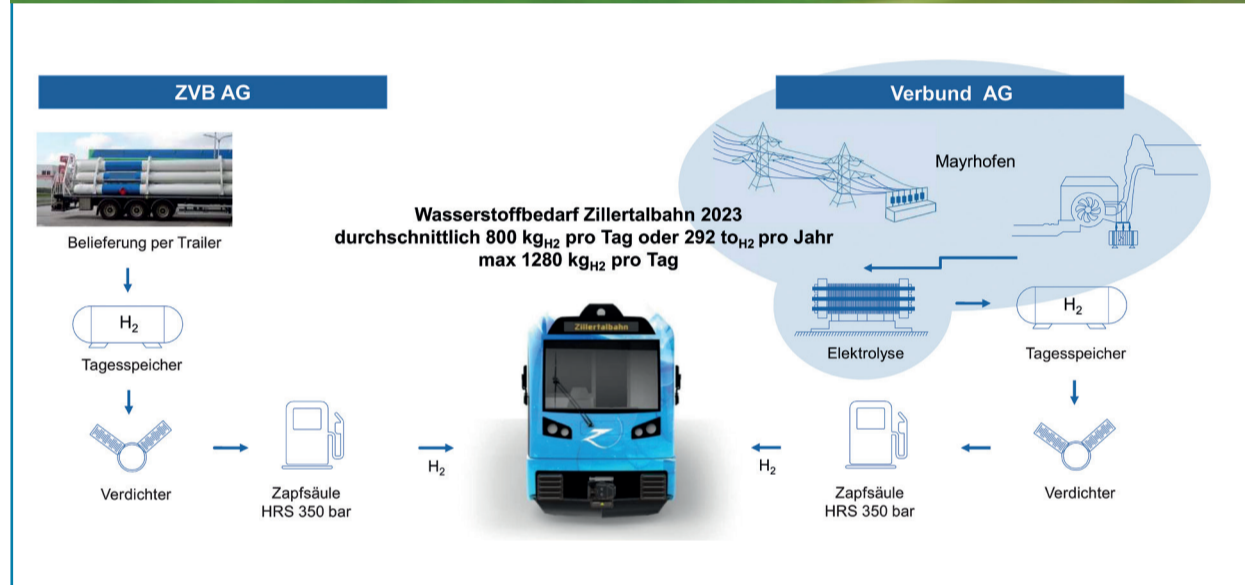 ZVB AG
Verbund AG
Belieferung per Trailer
Mayrhofen
Wasserstoffbedarf Zillertalbahn 2023
durchschnittlich 800 kgH2 pro Tag oder 292 toH2 pro Jahr
max 1280 kgH2 pro Tag
H2
Tagesspeicher
Zillertalbahn
Elektrolyse
H2
Tagesspeicher
Verdichter
Zapfsäule
HRS 350 bar
H2
H2
Zapfsäule
HRS 350 bar
Verdichter